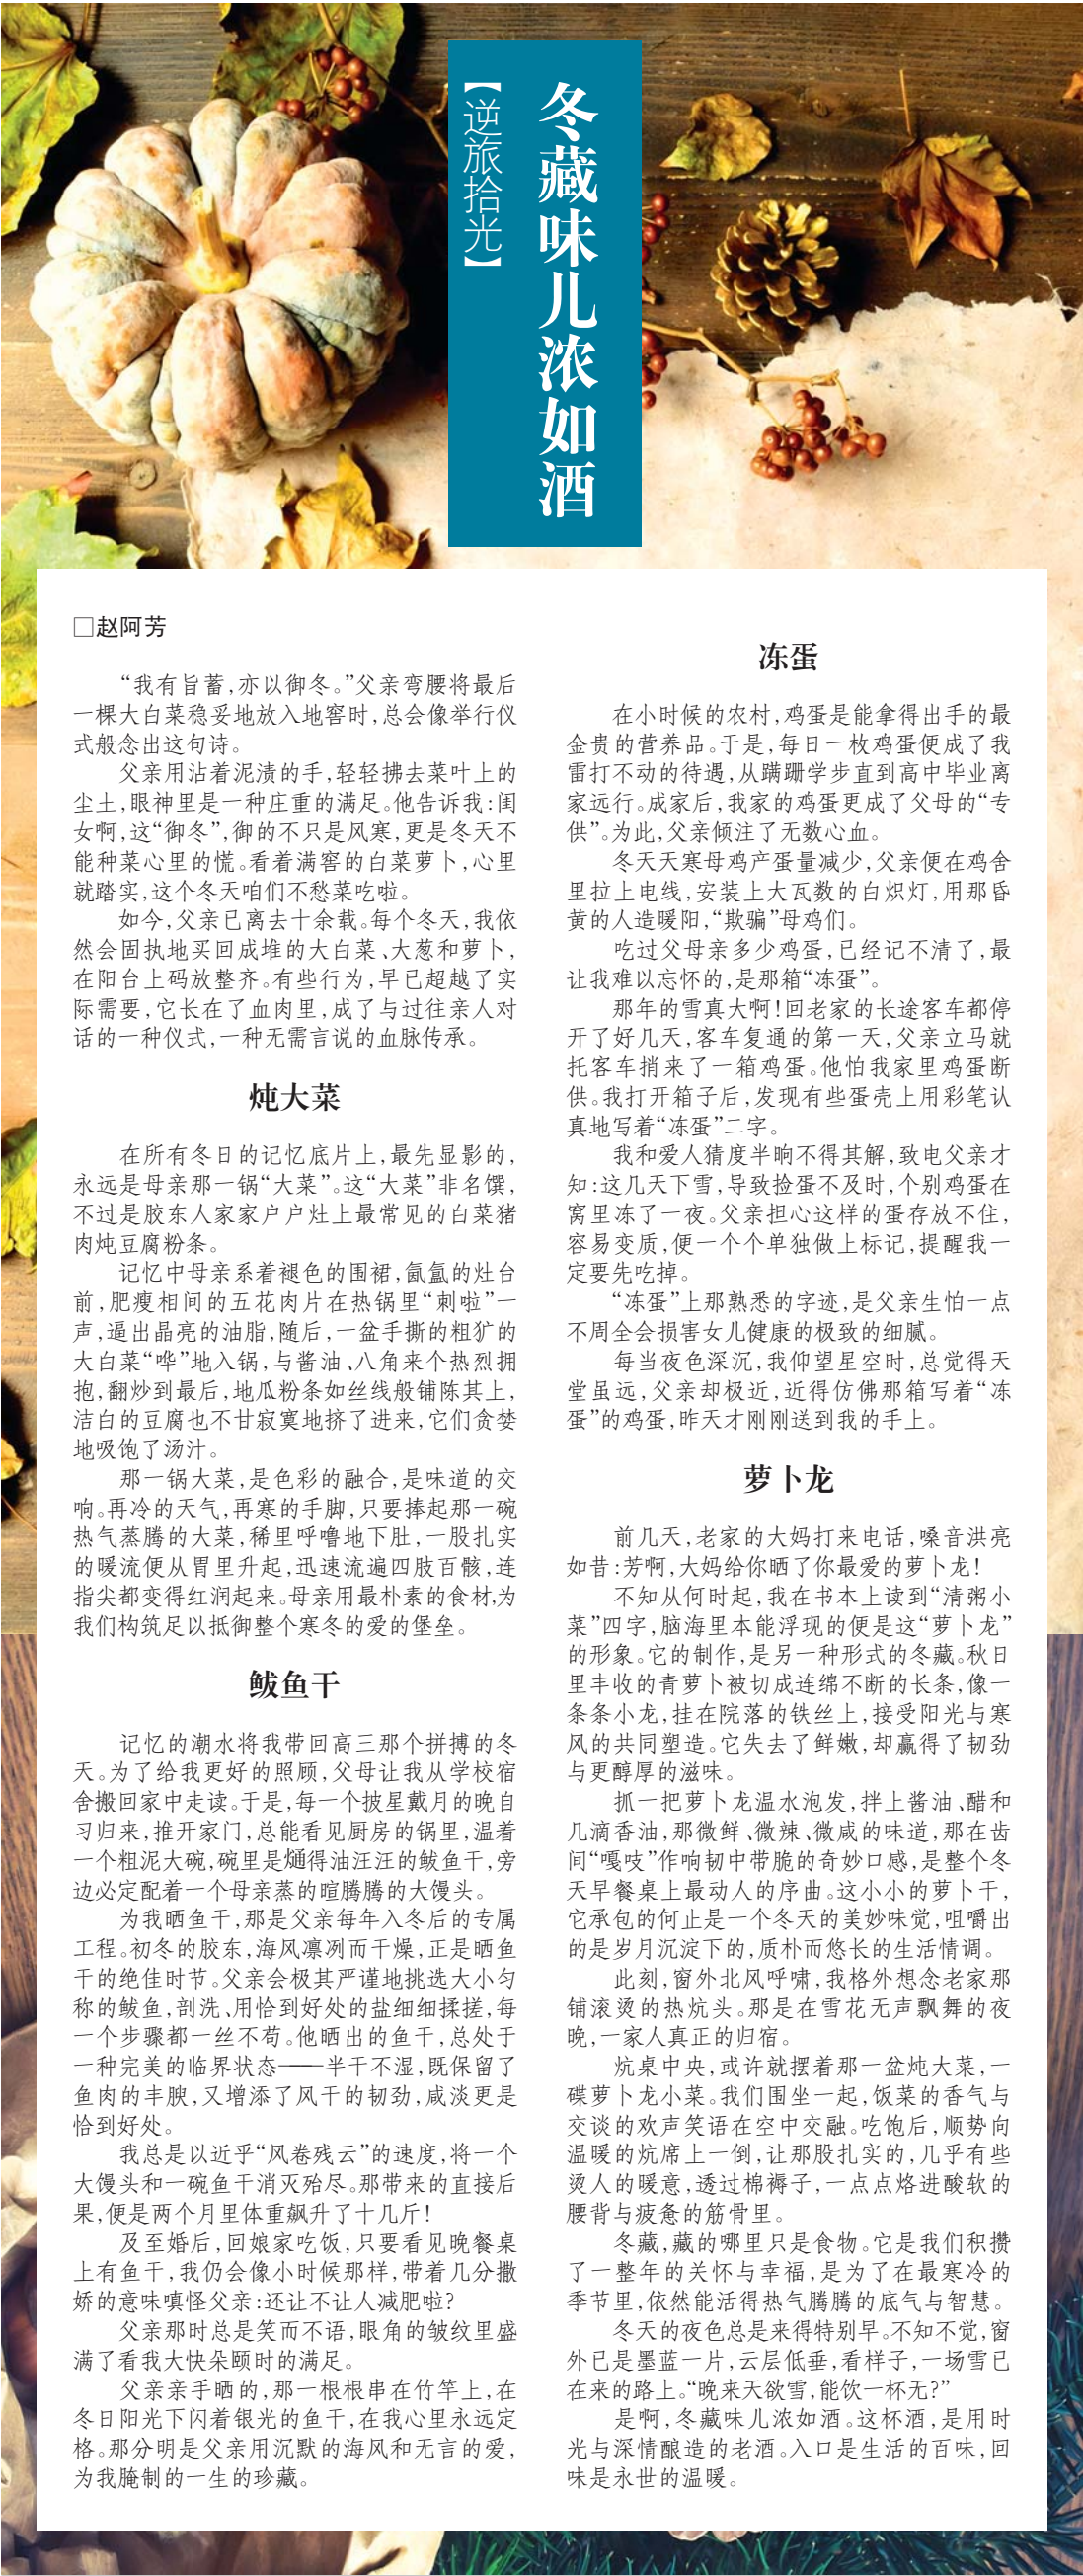 冬藏味儿浓如酒
【逆旅拾光】
□赵阿芳
“我有旨蓄,亦以御冬。”父亲弯腰将最后
一棵大白菜稳妥地放入地窖时,总会像举行仪
式般念出这句诗。
父亲用沾着泥渍的手,轻轻拂去菜叶上的
尘土,眼神里是一种庄重的满足。他告诉我:闺
女啊,这“御冬”,御的不只是风寒,更是冬天不
能种菜心里的慌。看着满窖的白菜萝卜,心里
就踏实,这个冬天咱们不愁菜吃啦。
如今,父亲已离去十余载。每个冬天,我依
然会固执地买回成堆的大白菜、大葱和萝卜,
在阳台上码放整齐。有些行为,早已超越了实
际需要,它长在了血肉里,成了与过往亲人对
话的一种仪式,一种无需言说的血脉传承。
炖大菜
在所有冬日的记忆底片上,最先显影的,
永远是母亲那一锅“大菜”。这“大菜”非名馔,
不过是胶东人家家户户灶上最常见的白菜猪
肉炖豆腐粉条。
记忆中母亲系着褪色的围裙,氤氲的灶台
前,肥瘦相间的五花肉片在热锅里“刺啦”一
声,逼出晶亮的油脂,随后,一盆手撕的粗犷的
大白菜“哗”地入锅,与酱油、八角来个热烈拥
抱,翻炒到最后,地瓜粉条如丝线般铺陈其上,
洁白的豆腐也不甘寂寞地挤了进来,它们贪婪
地吸饱了汤汁。
那一锅大菜,是色彩的融合,是味道的交
响。再冷的天气,再寒的手脚,只要捧起那一碗
热气蒸腾的大菜,稀里呼噜地下肚,一股扎实
的暖流便从胃里升起,迅速流遍四肢百骸,连
指尖都变得红润起来。母亲用最朴素的食材,为
我们构筑足以抵御整个寒冬的爱的堡垒。
鲅鱼干
记忆的潮水将我带回高三那个拼搏的冬
天。为了给我更好的照顾,父母让我从学校宿
舍搬回家中走读。于是,每一个披星戴月的晚自
习归来,推开家门,总能看见厨房的锅里,温着
一个粗泥大碗,碗里是熥得油汪汪的鲅鱼干,旁
边必定配着一个母亲蒸的暄腾腾的大馒头。
为我晒鱼干,那是父亲每年入冬后的专属
工程。初冬的胶东,海风凛冽而干燥,正是晒鱼
干的绝佳时节。父亲会极其严谨地挑选大小匀
称的鲅鱼,剖洗、用恰到好处的盐细细揉搓,每
一个步骤都一丝不苟。他晒出的鱼干,总处于
一种完美的临界状态——半干不湿,既保留了
鱼肉的丰腴,又增添了风干的韧劲,咸淡更是
恰到好处。
我总是以近乎“风卷残云”的速度,将一个
大馒头和一碗鱼干消灭殆尽。那带来的直接后
果,便是两个月里体重飙升了十几斤!
及至婚后,回娘家吃饭,只要看见晚餐桌
上有鱼干,我仍会像小时候那样,带着几分撒
娇的意味嗔怪父亲:还让不让人减肥啦?
父亲那时总是笑而不语,眼角的皱纹里盛
满了看我大快朵颐时的满足。
父亲亲手晒的,那一根根串在竹竿上,在
冬日阳光下闪着银光的鱼干,在我心里永远定
格。那分明是父亲用沉默的海风和无言的爱,
为我腌制的一生的珍藏。
冻蛋
在小时候的农村,鸡蛋是能拿得出手的最
金贵的营养品。于是,每日一枚鸡蛋便成了我
雷打不动的待遇,从蹒跚学步直到高中毕业离
家远行。成家后,我家的鸡蛋更成了父母的“专
供”。为此,父亲倾注了无数心血。
冬天天寒母鸡产蛋量减少,父亲便在鸡舍
里拉上电线,安装上大瓦数的白炽灯,用那昏
黄的人造暖阳,“欺骗”母鸡们。
吃过父母亲多少鸡蛋,已经记不清了,最
让我难以忘怀的,是那箱“冻蛋”。
那年的雪真大啊!回老家的长途客车都停
开了好几天,客车复通的第一天,父亲立马就
托客车捎来了一箱鸡蛋。他怕我家里鸡蛋断
供。我打开箱子后,发现有些蛋壳上用彩笔认
真地写着“冻蛋”二字。
我和爱人猜度半晌不得其解,致电父亲才
知:这几天下雪,导致捡蛋不及时,个别鸡蛋在
窝里冻了一夜。父亲担心这样的蛋存放不住,
容易变质,便一个个单独做上标记,提醒我一
定要先吃掉。
“冻蛋”上那熟悉的字迹,是父亲生怕一点
不周全会损害女儿健康的极致的细腻。
每当夜色深沉,我仰望星空时,总觉得天
堂虽远,父亲却极近,近得仿佛那箱写着“冻
蛋”的鸡蛋,昨天才刚刚送到我的手上。
萝卜龙
前几天,老家的大妈打来电话,嗓音洪亮
如昔:芳啊,大妈给你晒了你最爱的萝卜龙!
不知从何时起,我在书本上读到“清粥小
菜”四字,脑海里本能浮现的便是这“萝卜龙”
的形象。它的制作,是另一种形式的冬藏。秋日
里丰收的青萝卜被切成连绵不断的长条,像一
条条小龙,挂在院落的铁丝上,接受阳光与寒
风的共同塑造。它失去了鲜嫩,却赢得了韧劲
与更醇厚的滋味。
抓一把萝卜龙温水泡发,拌上酱油、醋和
几滴香油,那微鲜、微辣、微咸的味道,那在齿
间“嘎吱”作响韧中带脆的奇妙口感,是整个冬
天早餐桌上最动人的序曲。这小小的萝卜干,
它承包的何止是一个冬天的美妙味觉,咀嚼出
的是岁月沉淀下的,质朴而悠长的生活情调。
此刻,窗外北风呼啸,我格外想念老家那
铺滚烫的热炕头。那是在雪花无声飘舞的夜
晚,一家人真正的归宿。
炕桌中央,或许就摆着那一盆炖大菜,一
碟萝卜龙小菜。我们围坐一起,饭菜的香气与
交谈的欢声笑语在空中交融。吃饱后,顺势向
温暖的炕席上一倒,让那股扎实的,几乎有些
烫人的暖意,透过棉褥子,一点点烙进酸软的
腰背与疲惫的筋骨里。
冬藏,藏的哪里只是食物。它是我们积攒
了一整年的关怀与幸福,是为了在最寒冷的
季节里,依然能活得热气腾腾的底气与智慧。
冬天的夜色总是来得特别早。不知不觉,窗
外已是墨蓝一片,云层低垂,看样子,一场雪已
在来的路上。“晚来天欲雪,能饮一杯无?”
是啊,冬藏味儿浓如酒。这杯酒,是用时
光与深情酿造的老酒。入口是生活的百味,回
味是永世的温暖。